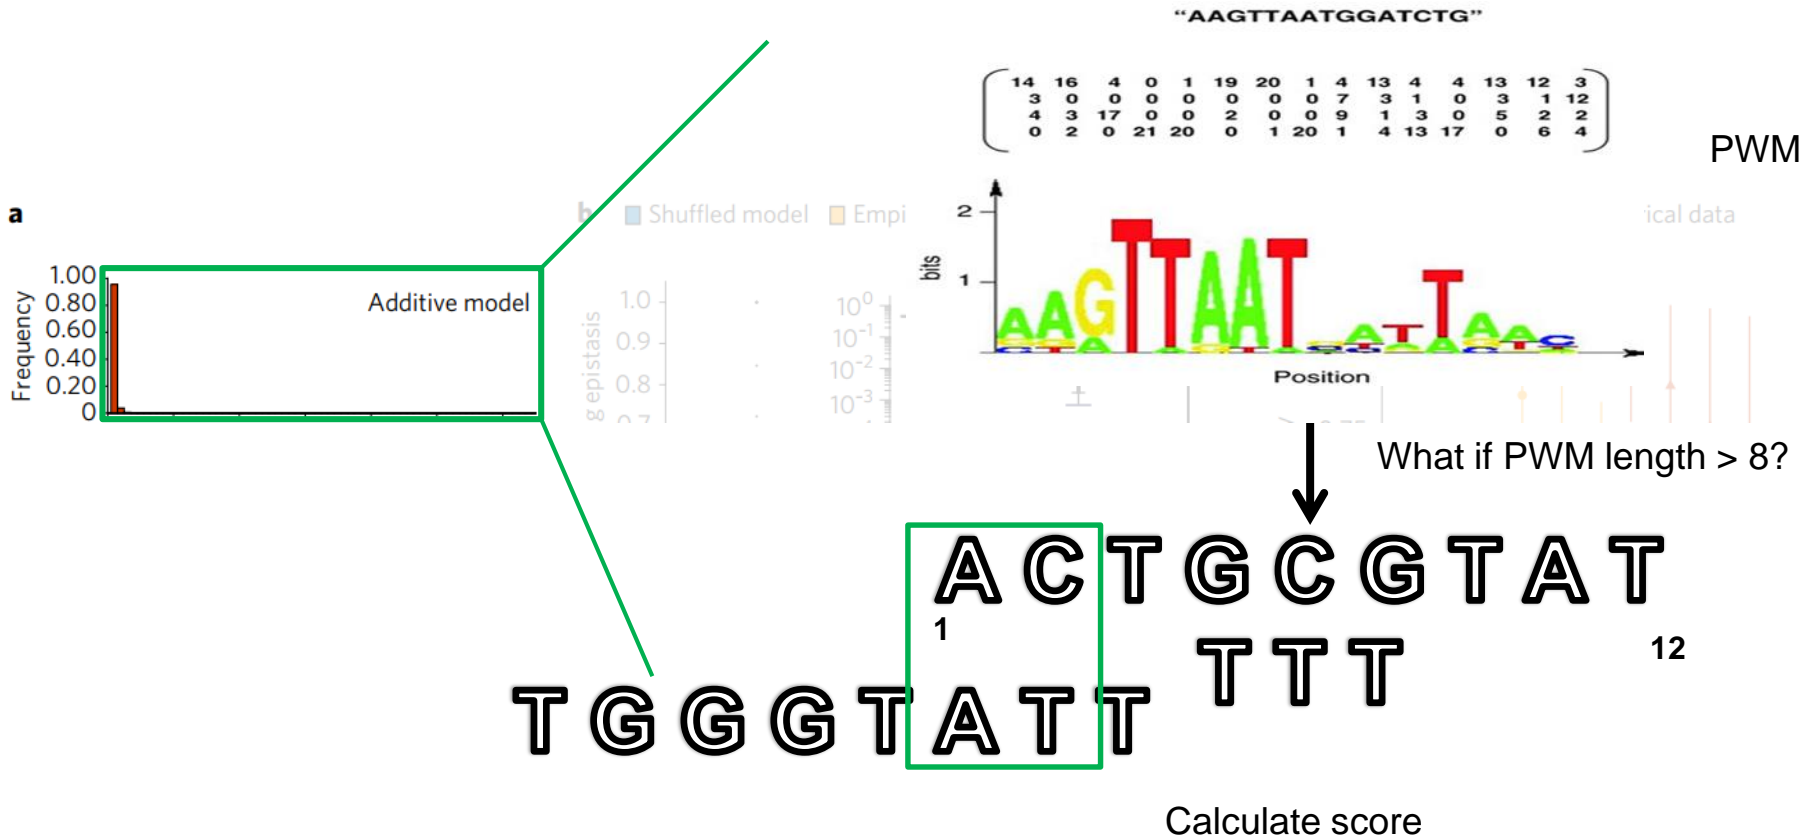 “AAGTTAATGGATCTG”
14 16 4 0 1 19 20 1 4 13 4 4 13 12 3
3 0 0 0 0 0 0 0 7 3 1 0 3 1 12
4 3 17 0 0 2 0 0 9 1 3 0 5 2 2
0 2 0 21 20 0 1 20 1 4 13 17 0 6 4
PWM
a
b Shuffled model Empi
rical data
2
1
bits
AAGTTAAT
Position
1.00
0.80
0.60
0.40
0.20
0
Frequency
Additive model
g epistasis
1.0
0.9
0.8
0.7
10⁰
10⁻¹
10⁻²
10⁻³
What if PWM length > 8?
A C T G C G T A T
1
12
T T T
T G G G T A T T
Calculate score